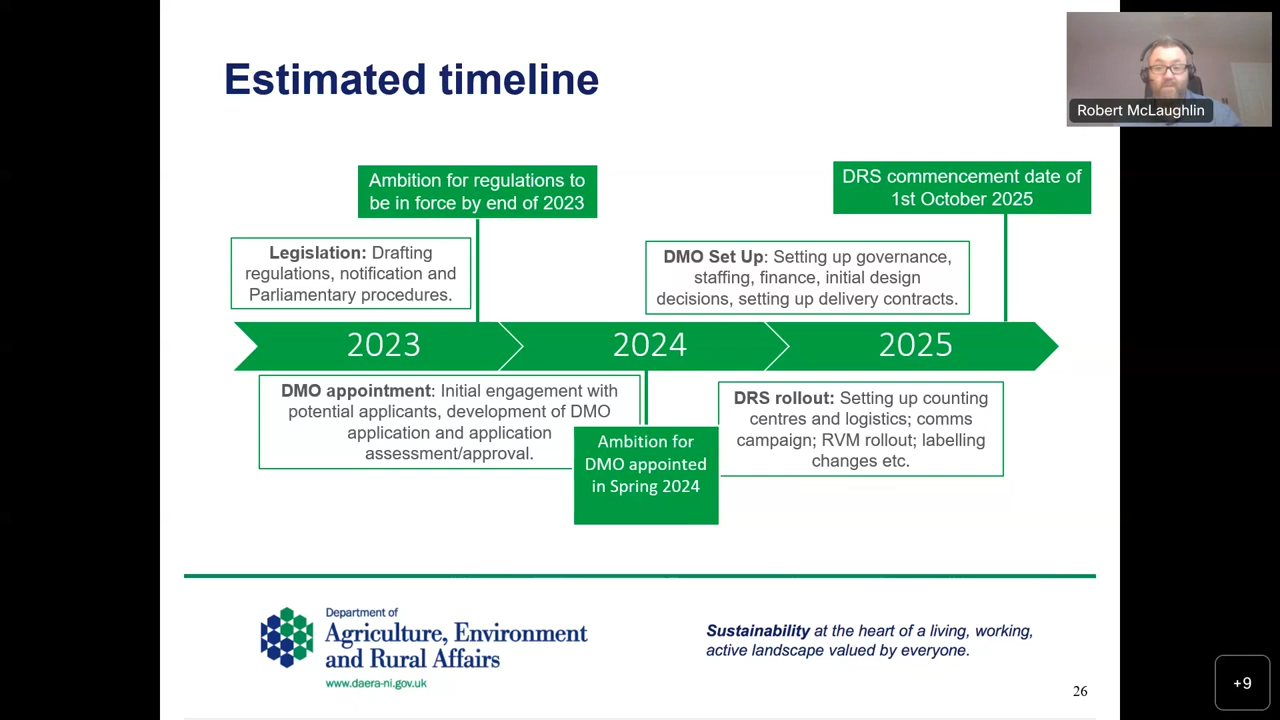 Estimated timeline
Robert McLaughlin
Ambition for regulations to
be in force by end of 2023
DRS commencement date of
1st October 2025
Legislation: Drafting
regulations, notification and
Parliamentary procedures.
DMO Set Up: Setting up governance,
staffing, finance, initial design
decisions, setting up delivery contracts.
2023
2024
2025
DMO appointment: Initial engagement with
potential applicants, development of DMO
application and application
assessment/approval.
Ambition for
DMO appointed
in Spring 2024
DRS rollout: Setting up counting
centres and logistics; comms
campaign; RVM rollout; labelling
changes etc.
Department of
Agriculture, Environment
and Rural Affairs
www.daera-ni.gov.uk
Sustainability at the heart of a living, working,
active landscape valued by everyone.
26
+9